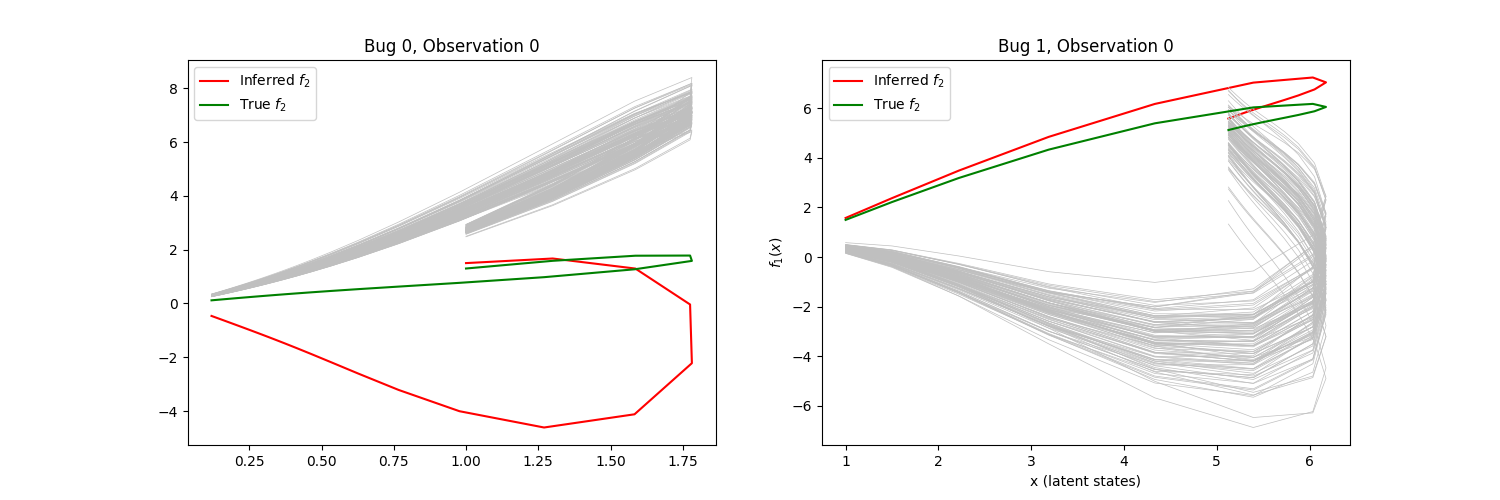 Bug 0, Observation 0
Inferred f₂
True f₂
8
6
4
2
0
−2
−4
0.25 0.50 0.75 1.00 1.25 1.50 1.75
Bug 1, Observation 0
Inferred f₂
True f₂
f₁(x)
6
4
2
0
−2
−4
−6
1 2 3 4 5 6
x (latent states)